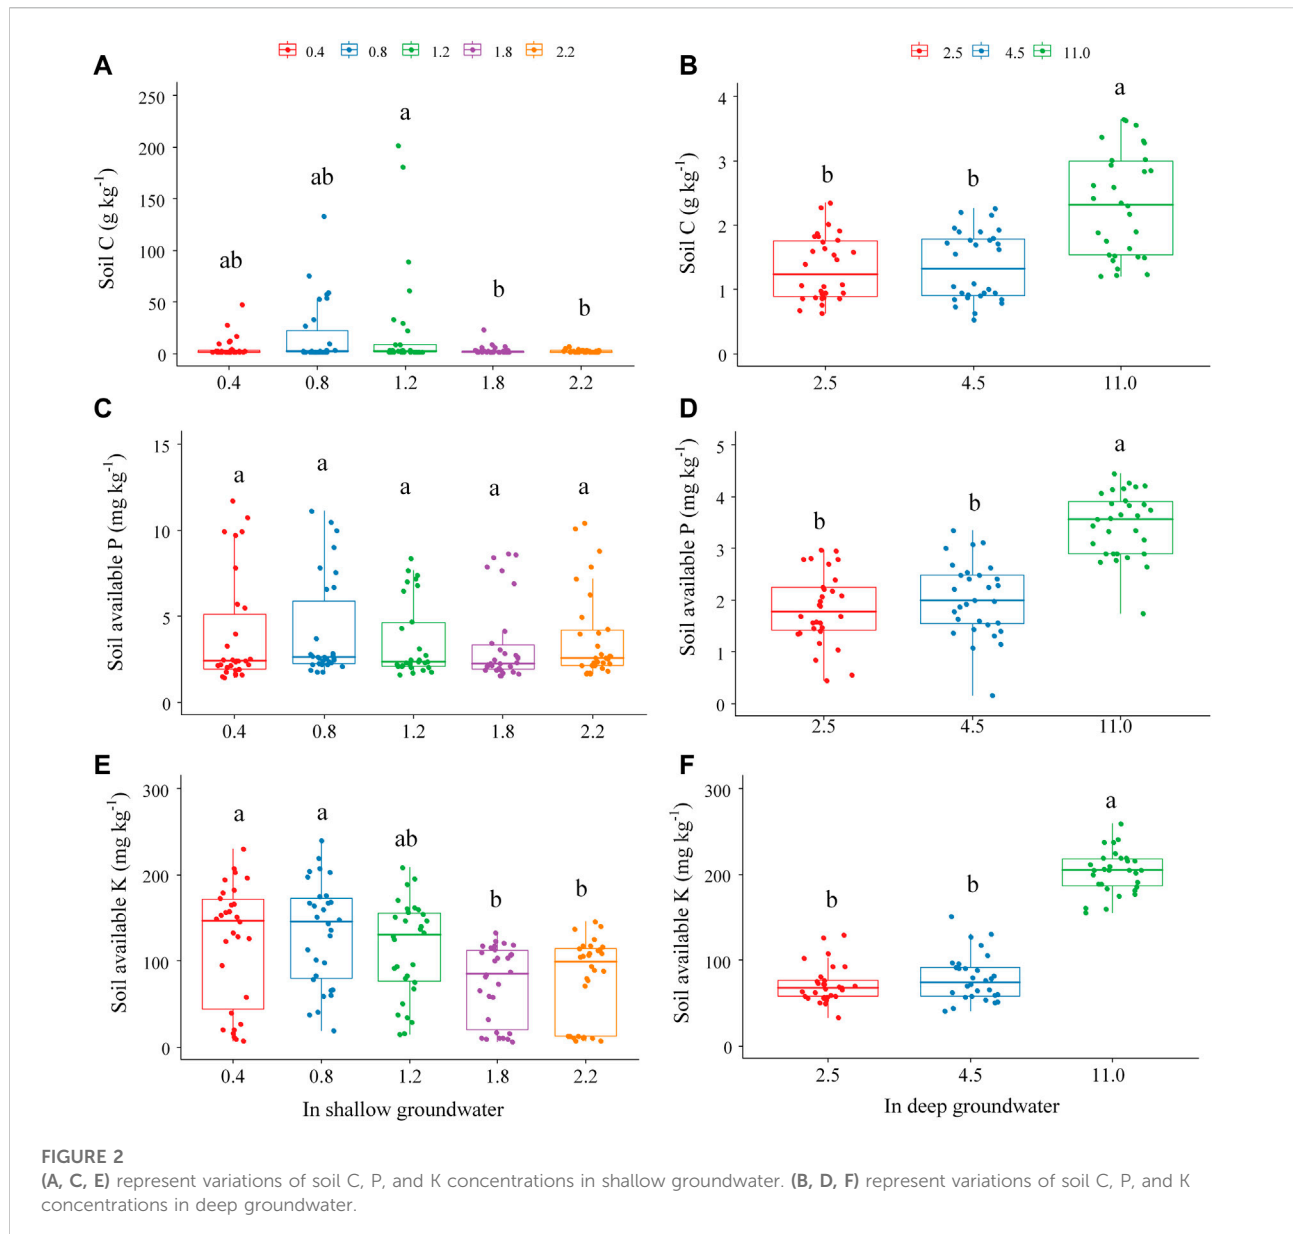 0.4 0.8 1.2 1.8 2.2
2.5 4.5 11.0
A
Soil C (g kg-1)
250
200
150
100
50
0
ab
ab
a
b
b
0.4 0.8 1.2 1.8 2.2
B
Soil C (g kg-1)
4
3
2
1
0
b
b
a
2.5 4.5 11.0
C
Soil available P (mg kg-1)
15
10
5
0
a
a
a
a
a
0.4 0.8 1.2 1.8 2.2
D
Soil available P (mg kg-1)
5
4
3
2
1
0
b
b
a
2.5 4.5 11.0
E
Soil available K (mg kg-1)
300
200
100
0
a
a
ab
b
b
0.4 0.8 1.2 1.8 2.2
In shallow groundwater
F
Soil available K (mg kg-1)
300
200
100
0
b
b
a
2.5 4.5 11.0
In deep groundwater
FIGURE 2
(A, C, E) represent variations of soil C, P, and K concentrations in shallow groundwater. (B, D, F) represent variations of soil C, P, and K
concentrations in deep groundwater.